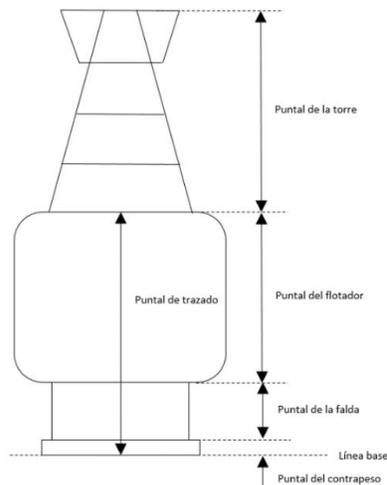 Puntal de la torre
Puntal de trazado
Puntal del flotador
Puntal de la falda
Línea base
Puntal del contrapeso